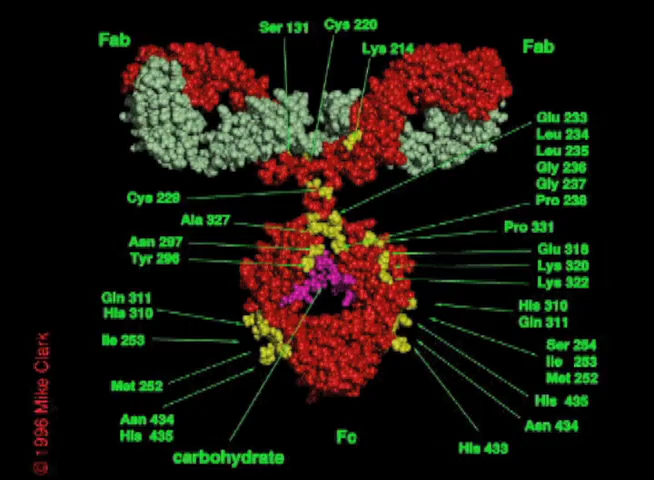 Ser 131
Cys 220
Fab
Lys 214
Fab
Glu 233
Leu 234
Leu 235
Gly 236
Gly 237
Pro 238
Cys 229
Ala 327
Pro 331
Asn 297
Tyr 296
Glu 318
Lys 320
Lys 322
Gln 311
His 310
His 310
Gln 311
Ile 253
Ser 254
Ile 253
Met 252
Met 252
His 435
Asn 434
His 435
Asn 434
Fc
His 433
carbohydrate
© 1996 Mike Clark